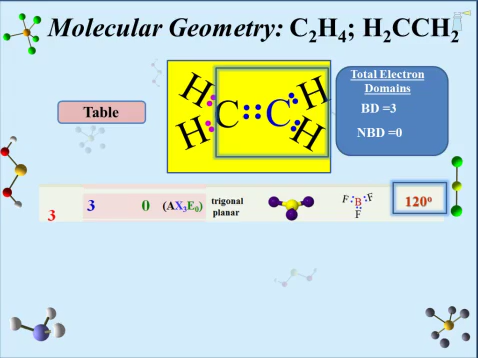 Molecular Geometry: C₂H₄; H₂CCH₂
Total Electron
Domains
BD =3
NBD =0
Table
H H
C C
H H
3 3 0 (AX₃E₀) trigonal
planar
F B F
F
120º